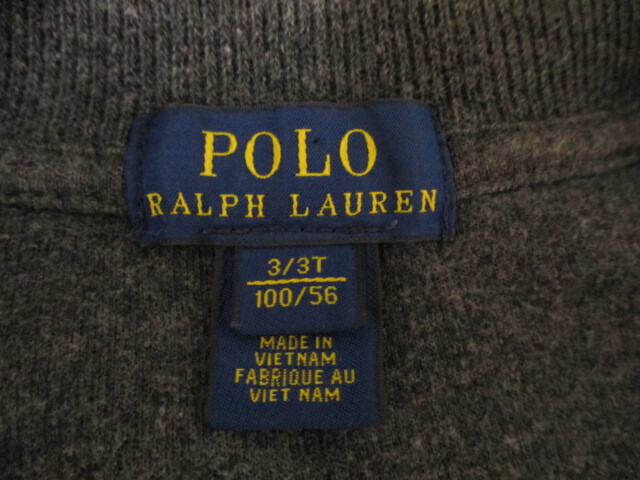 POLO
RALPH LAUREN
3/3T
100/56
MADE IN
VIETNAM
FABRIQUE AU
VIET NAM